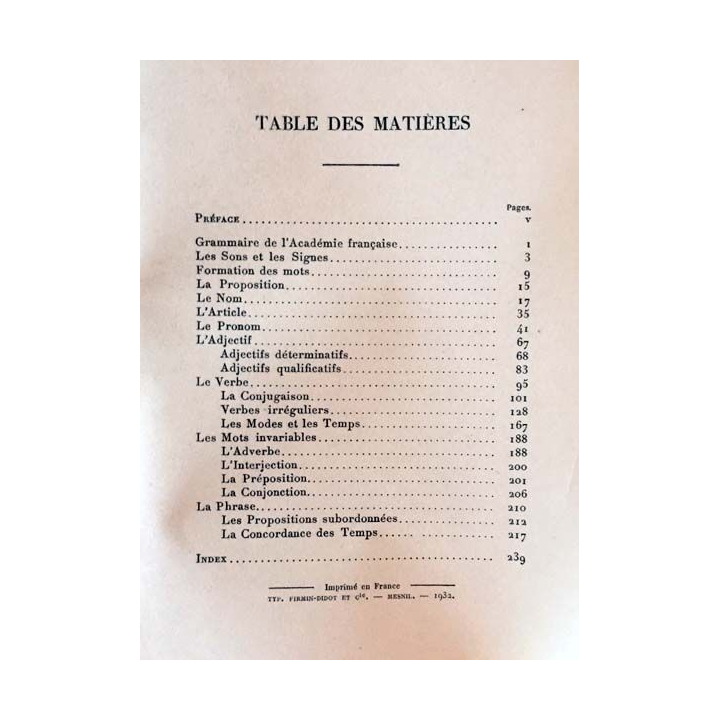 TABLE DES MATIÈRES
Pages.
PRÉFACE ........ v
Grammaire de l'Académie française ........ 1
Les Sons et les Signes ........ 3
Formation des mots ........ 9
La Proposition ........ 15
Le Nom ........ 17
L'Article ........ 35
Le Pronom ........ 41
L'Adjectif ........ 67
Adjectifs déterminatifs ........ 68
Adjectifs qualificatifs ........ 83
Le Verbe ........ 95
La Conjugaison ........ 101
Verbes irréguliers ........ 128
Les Modes et les Temps ........ 167
Les Mots invariables ........ 188
L'Adverbe ........ 188
L'Interjection ........ 200
La Préposition ........ 201
La Conjonction ........ 206
La Phrase ........ 210
Les Propositions subordonnées ........ 212
La Concordance des Temps ........ 217
INDEX ........ 239
Imprimé en France
TYP. FIRMIN-DIDOT ET Cie. — MESNIL. — 1932.